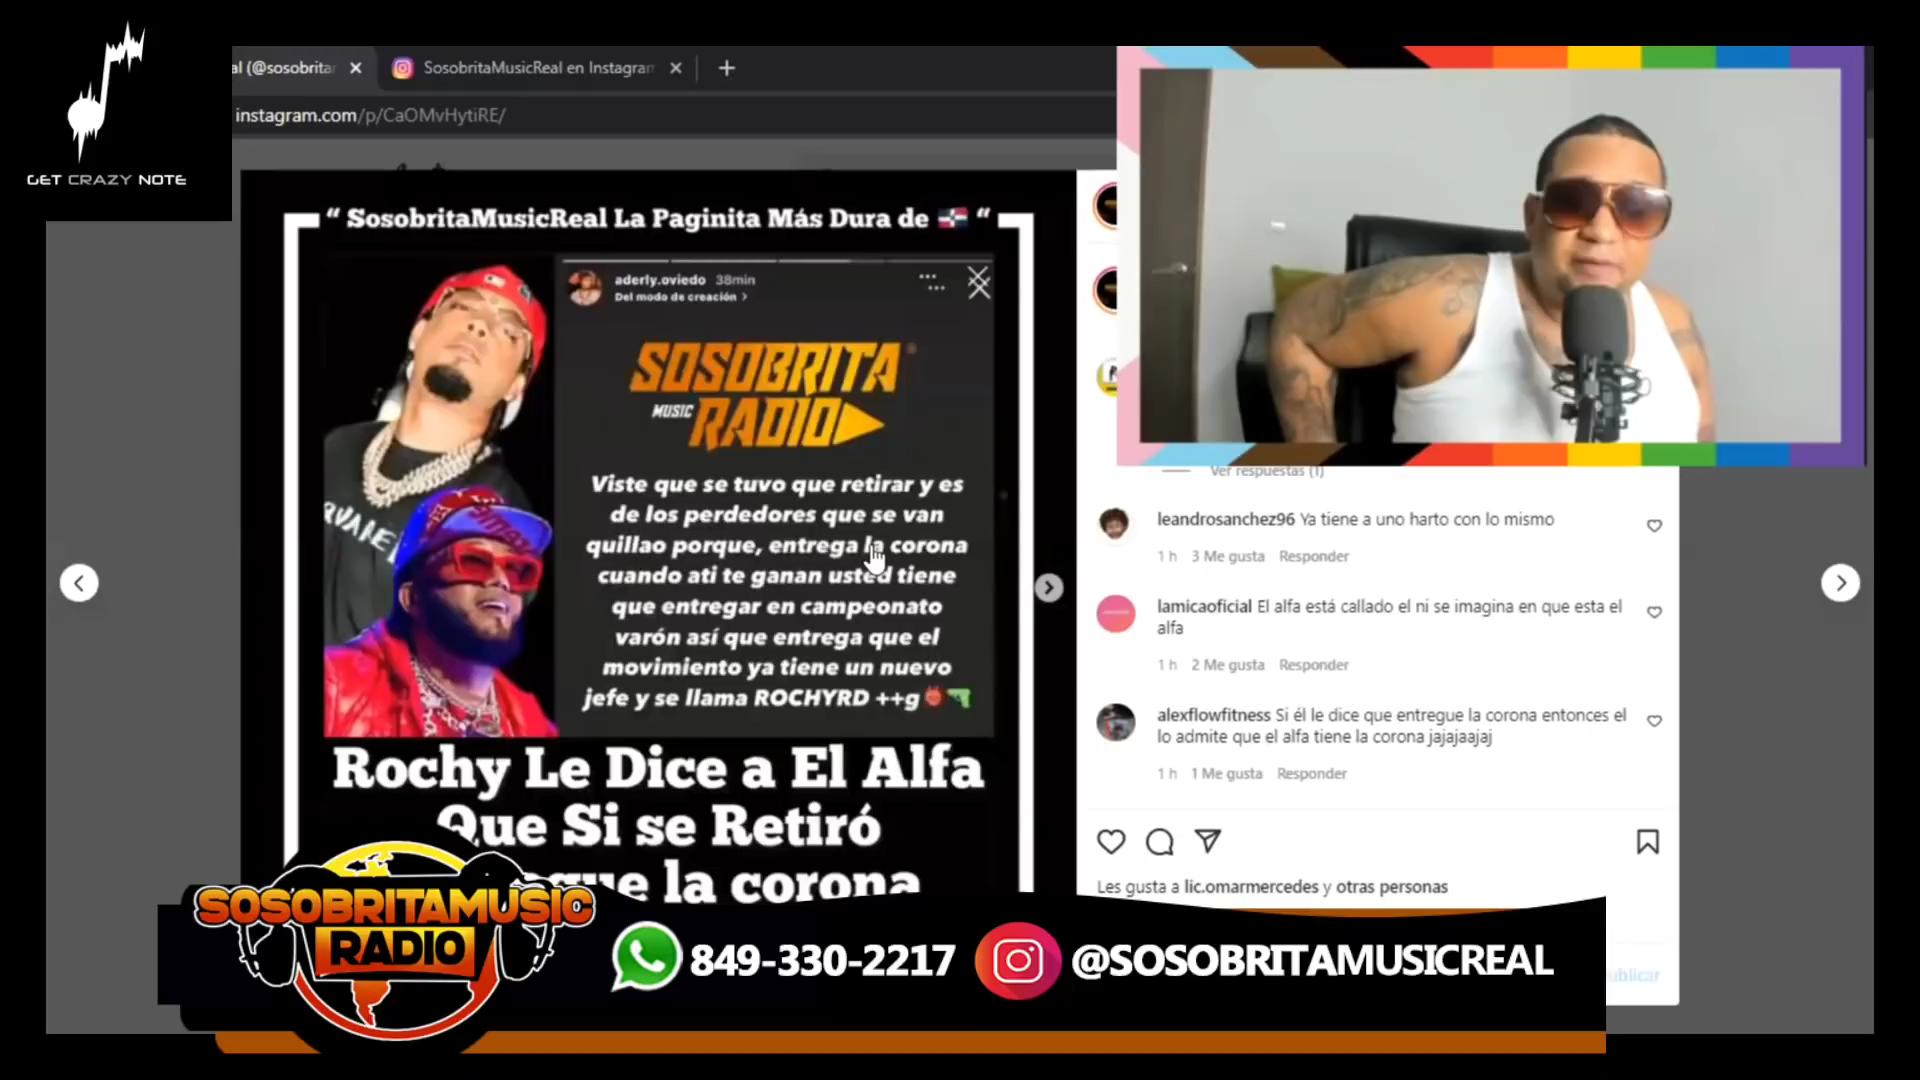 GET CRAZY NOTE
al (@sosobritar
SosobritaMusicReal en Instagram
instagram.com/p/CaOMvHytiRE/
“ SosobritaMusicReal La Paginita Más Dura de 🇩🇴 “
aderly.oviedo 38min
Del modo de creación >
SOSOBRITA
MUSIC RADIO
Viste que se tuvo que retirar y es
de los perdedores que se van
quillao porque, entrega la corona
cuando ati te ganan usted tiene
que entregar en campeonato
varón así que entrega que el
movimiento ya tiene un nuevo
jefe y se llama ROCHYRD ++g👹🔫
Rochy Le Dice a El Alfa
Que Si se Retiró
la corona
Ver respuestas (1)
leandrosanchez96 Ya tiene a uno harto con lo mismo
1 h 3 Me gusta Responder
lamicaoficial El alfa está callado el ni se imagina en que esta el
alfa
1 h 2 Me gusta Responder
alexflowfitness Si él le dice que entregue la corona entonces el
lo admite que el alfa tiene la corona jajajaajaj
1 h 1 Me gusta Responder
Les gusta a lic.omarmercedes y otras personas
ublicar
SOSOBRITAMUSIC
RADIO
849-330-2217
@SOSOBRITAMUSICREAL